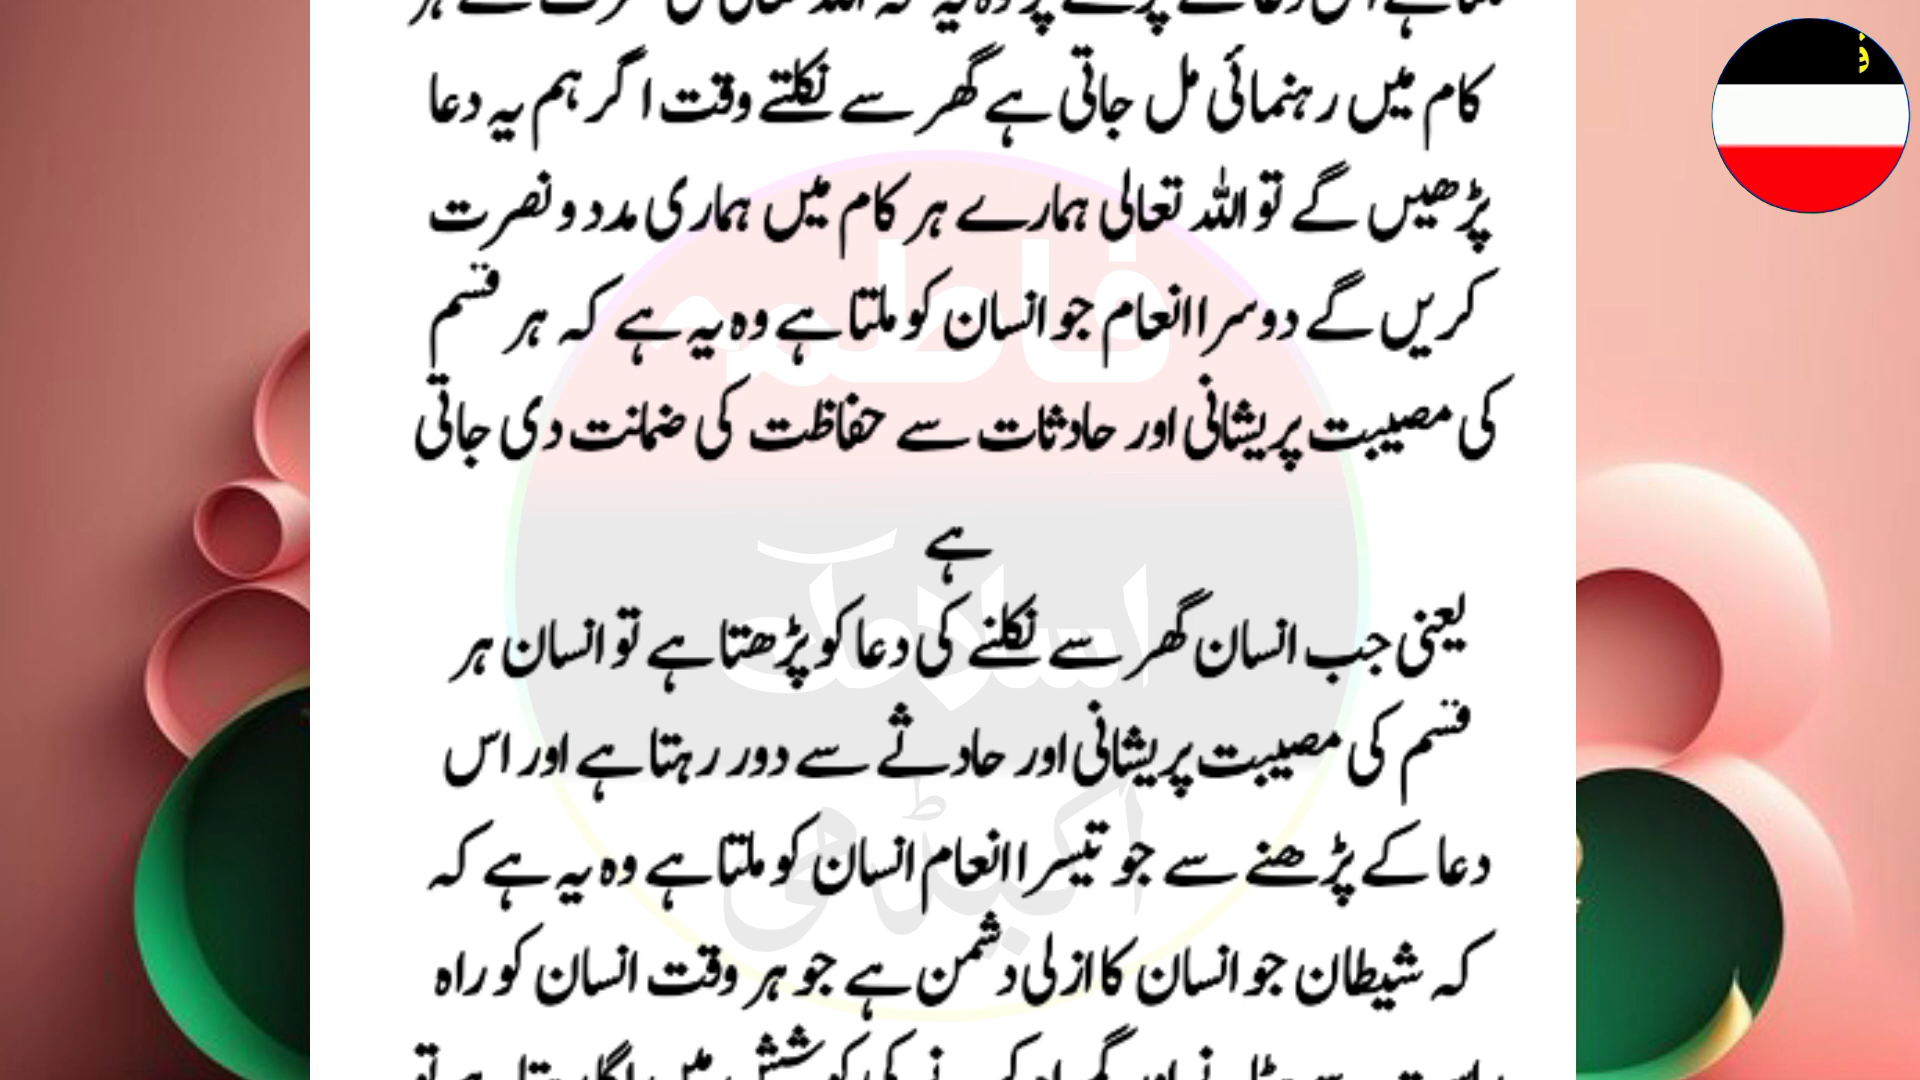 کام میں رہنمائی مل جاتی ہے گھر سے نکلتے وقت اگر ہم یہ دعا
پڑھیں گے تو اللہ تعالی ہمارے ہر کام میں ہماری مدد و نصرت
کریں گے دوسرا انعام جو انسان کو ملتا ہے وہ یہ ہے کہ ہر قسم
کی مصیبت پریشانی اور حادثات سے حفاظت کی ضمانت دی جاتی
ہے
یعنی جب انسان گھر سے نکلنے کی دعا کو پڑھتا ہے تو انسان ہر
قسم کی مصیبت پریشانی اور حادثے سے دور رہتا ہے اور اس
دعا کے پڑھنے سے جو تیسرا انعام انسان کو ملتا ہے وہ یہ ہے کہ
کہ شیطان جو انسان کا ازلی دشمن ہے جو ہر وقت انسان کو راہ
فاطمہ
اسلامک
اکیڈمی